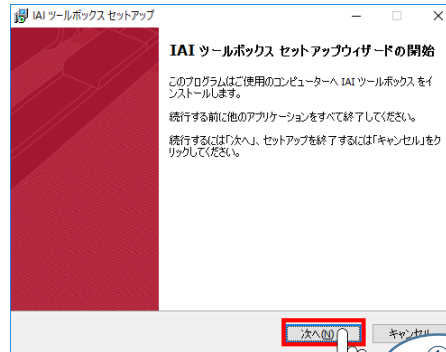 IAI ツールボックス セットアップ
IAI ツールボックス セットアップウィザードの開始
このプログラムはご使用のコンピューターへ IAI ツールボックス をイ
ンストールします。
続行する前に他のアプリケーションをすべて終了してください。
続行するには「次へ」、セットアップを終了するには「キャンセル」をク
リックしてください。
次へ(N)
キャンセル